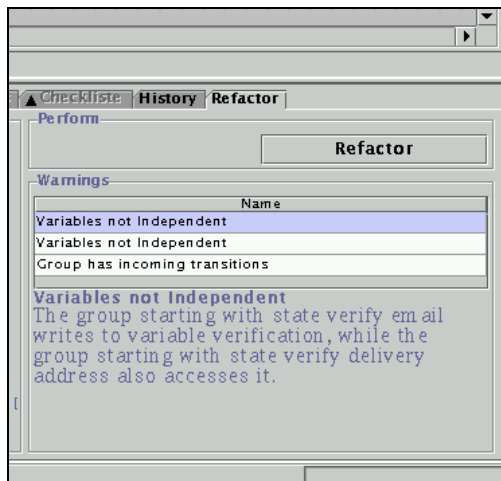 Checkliste History Refactor
Perform
Refactor
Warnings
Name
Variables not Independent
Variables not Independent
Group has incoming transitions
Variables not Independent
The group starting with state verify email
writes to variable verification, while the
group starting with state verify delivery
address also accesses it.
[